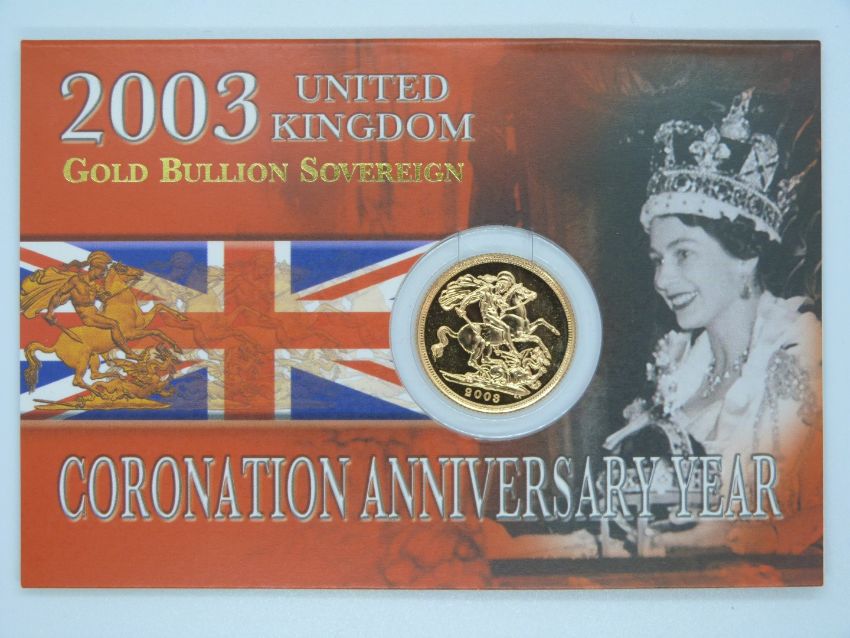 2003 UNITED KINGDOM
GOLD BULLION SOVEREIGN
2003
CORONATION ANNIVERSARY YEAR